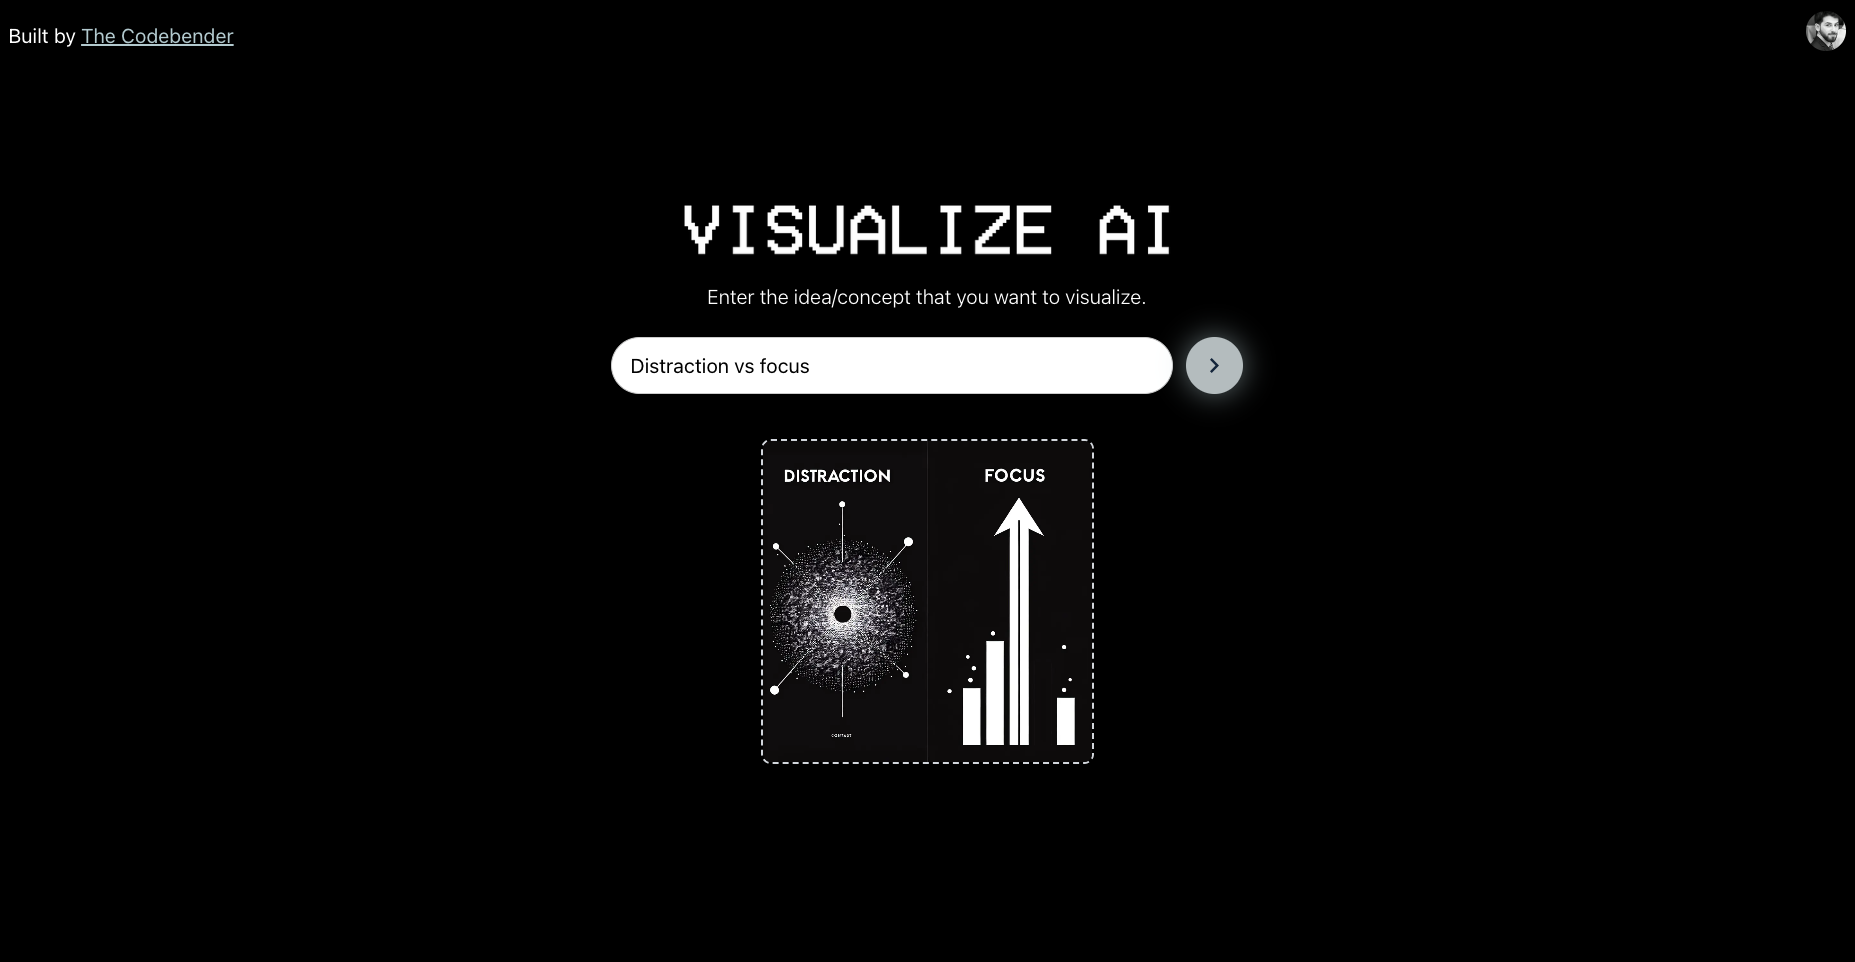 Built by The Codebender
VISUALIZE AI
Enter the idea/concept that you want to visualize.
Distraction vs focus
DISTRACTION
FOCUS